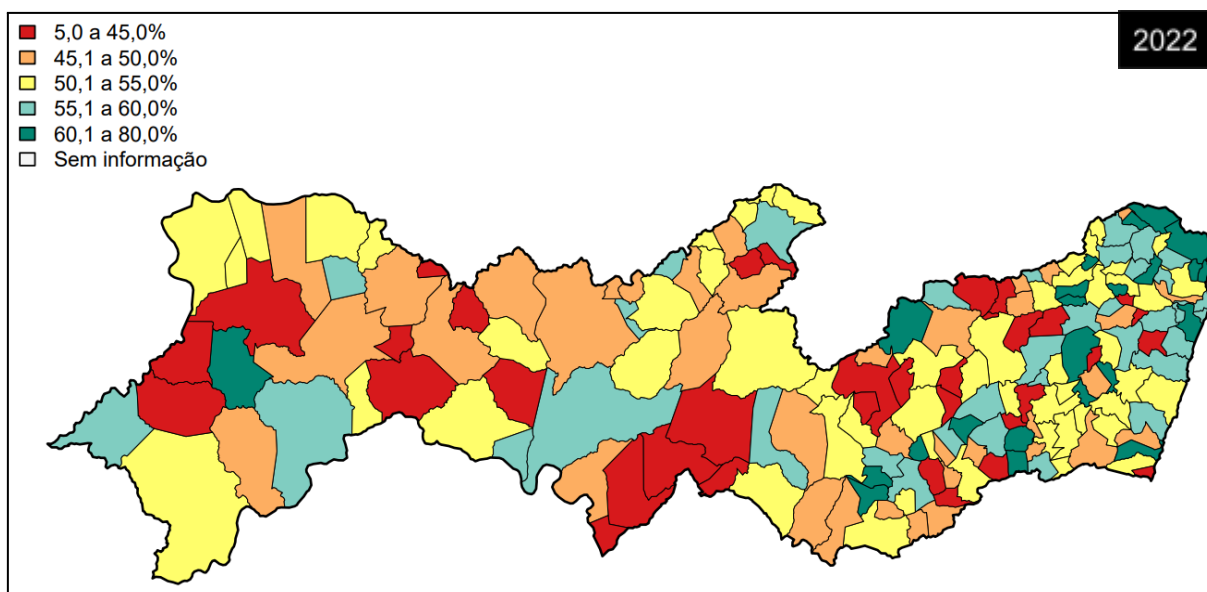 5,0 a 45,0%
45,1 a 50,0%
50,1 a 55,0%
55,1 a 60,0%
60,1 a 80,0%
Sem informação
2022